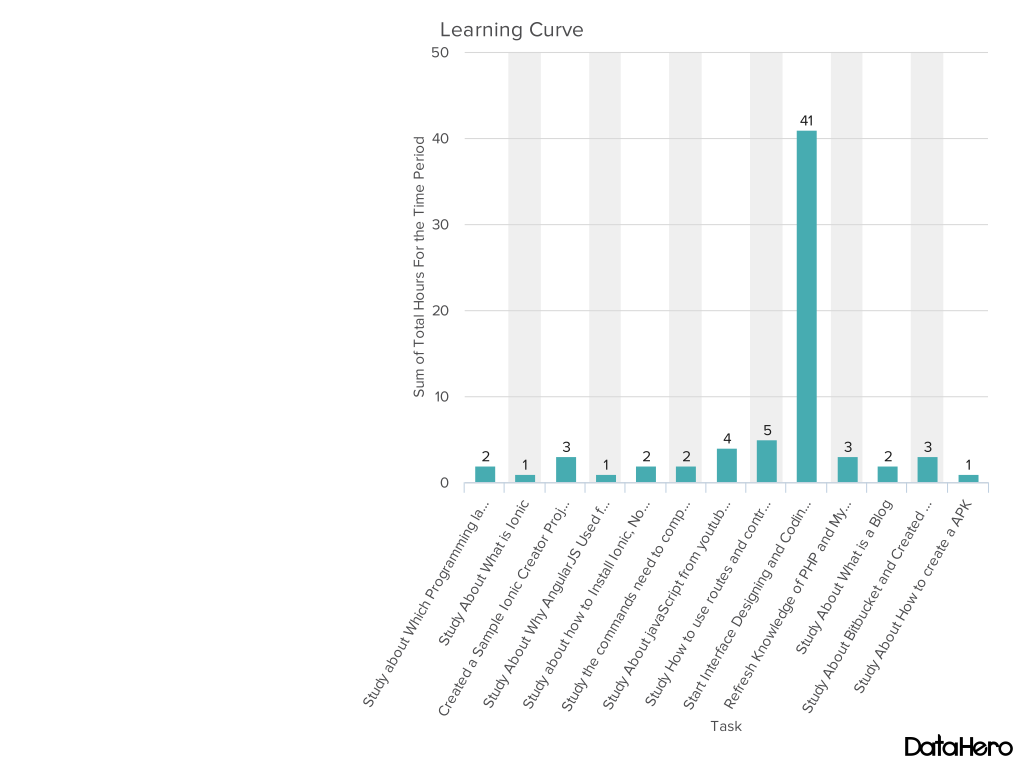 Learning Curve
Sum of Total Hours For the Time Period
50
40
30
20
10
0
2
1
3
1
2
2
4
5
41
3
2
3
1
Study about Which Programming la...
Study About What is Ionic
Created a Sample Ionic Creator Proj...
Study About Why AngularJS Used f...
Study about how to Install Ionic, No...
Study the commands need to comp...
Study About javaScript from youtub...
Study How to use routes and contr...
Start Interface Designing and Codin...
Refresh Knowledge of PHP and My...
Study About What is a Blog
Study About Bitbucket and Created ...
Study About How to create a APK
Task
DataHero